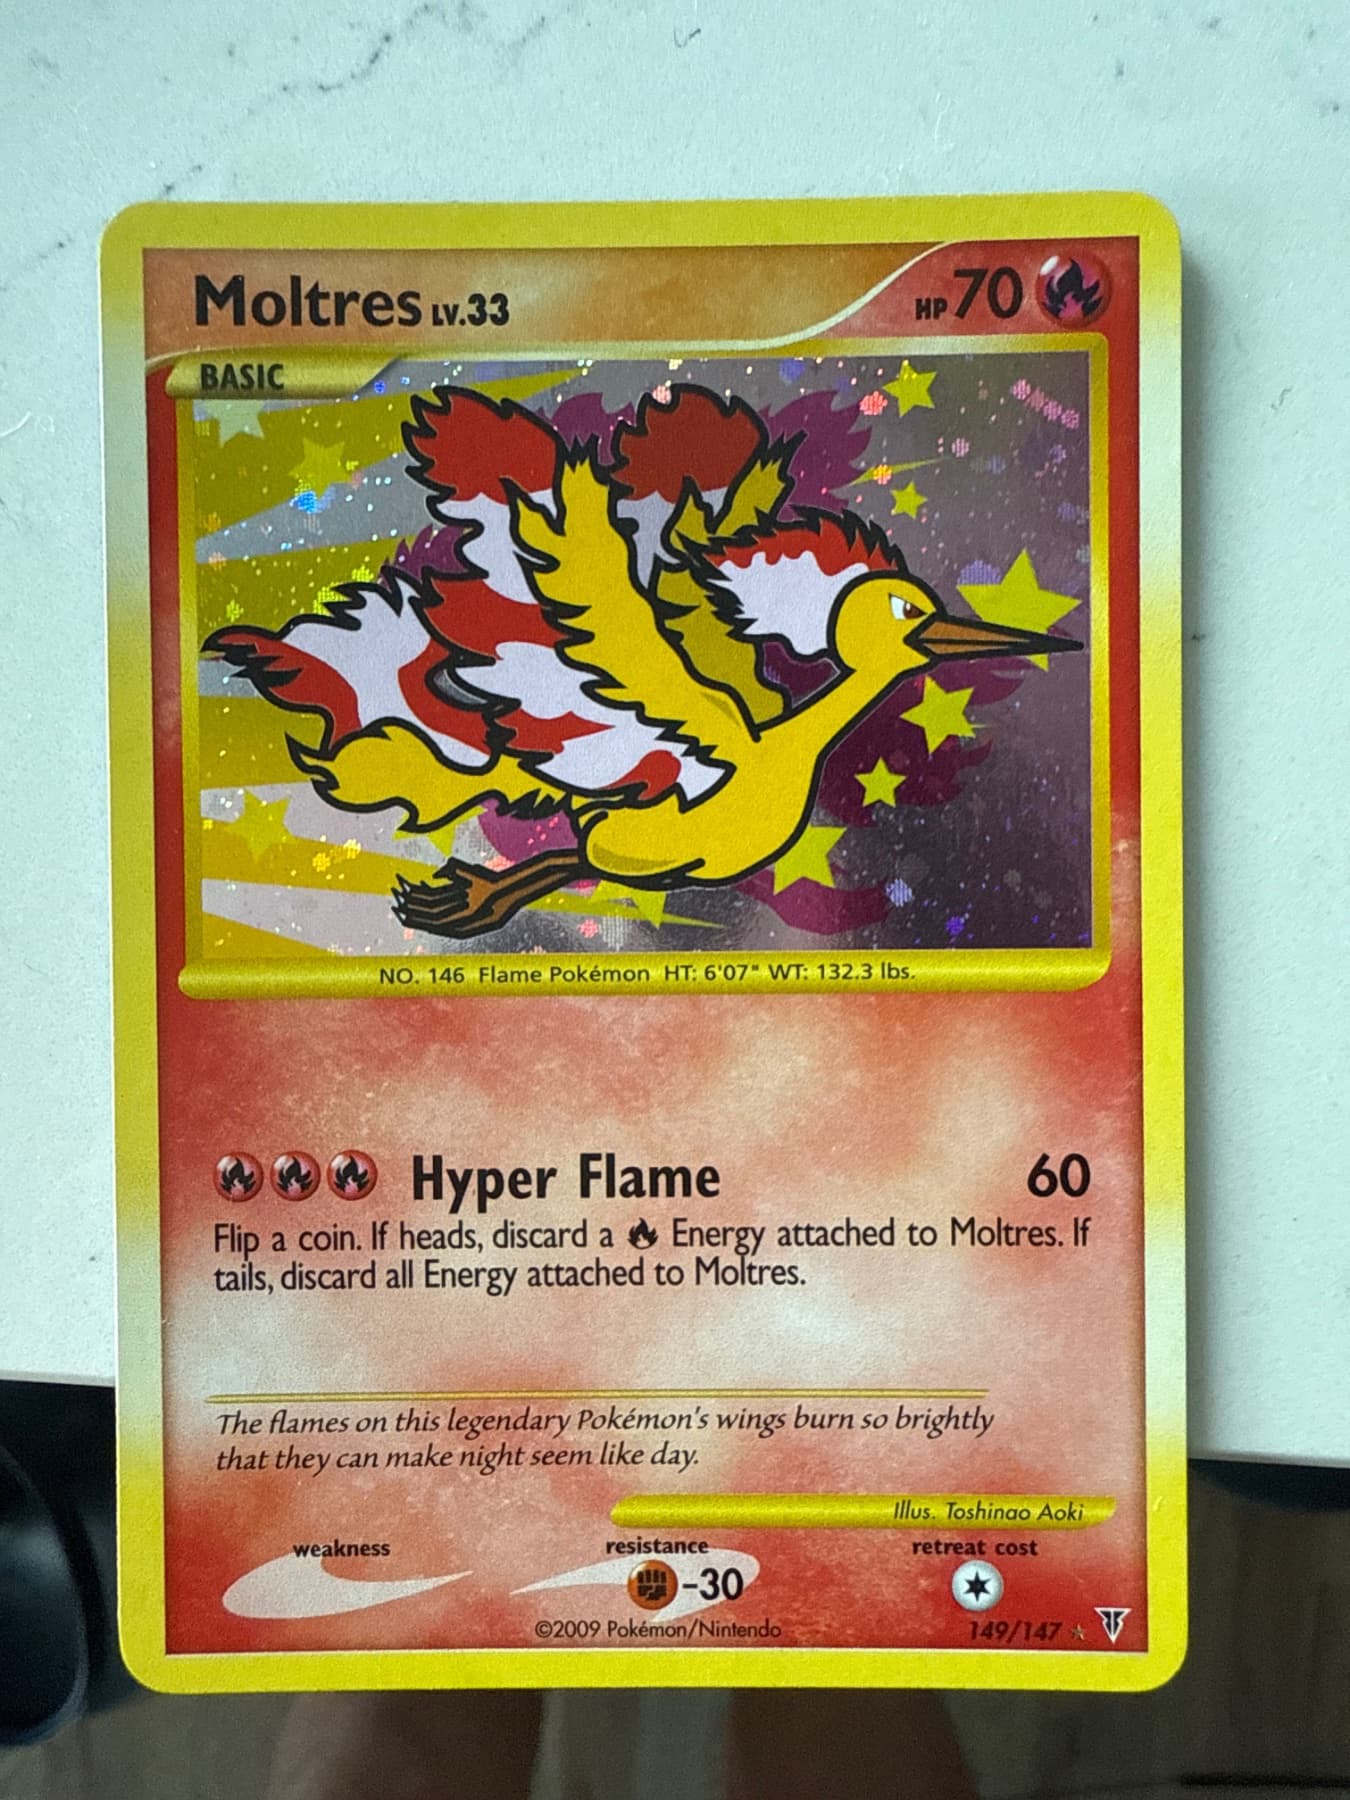 Moltres LV.33
HP 70
BASIC
NO. 146 Flame Pokémon HT: 6'07" WT: 132.3 lbs.
Hyper Flame 60
Flip a coin. If heads, discard a Energy attached to Moltres. If
tails, discard all Energy attached to Moltres.
The flames on this legendary Pokémon's wings burn so brightly
that they can make night seem like day.
Illus. Toshinao Aoki
weakness resistance retreat cost
-30
©2009 Pokémon/Nintendo
149/147